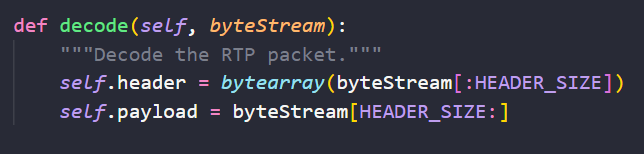 def decode(self, byteStream):
    """Decode the RTP packet."""
    self.header = bytearray(byteStream[:HEADER_SIZE])
    self.payload = byteStream[HEADER_SIZE:]